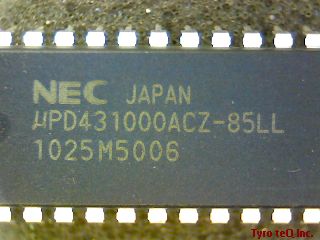 NEC JAPAN
µPD431000ACZ-85LL
1025M5006
Tyro teQ Inc.